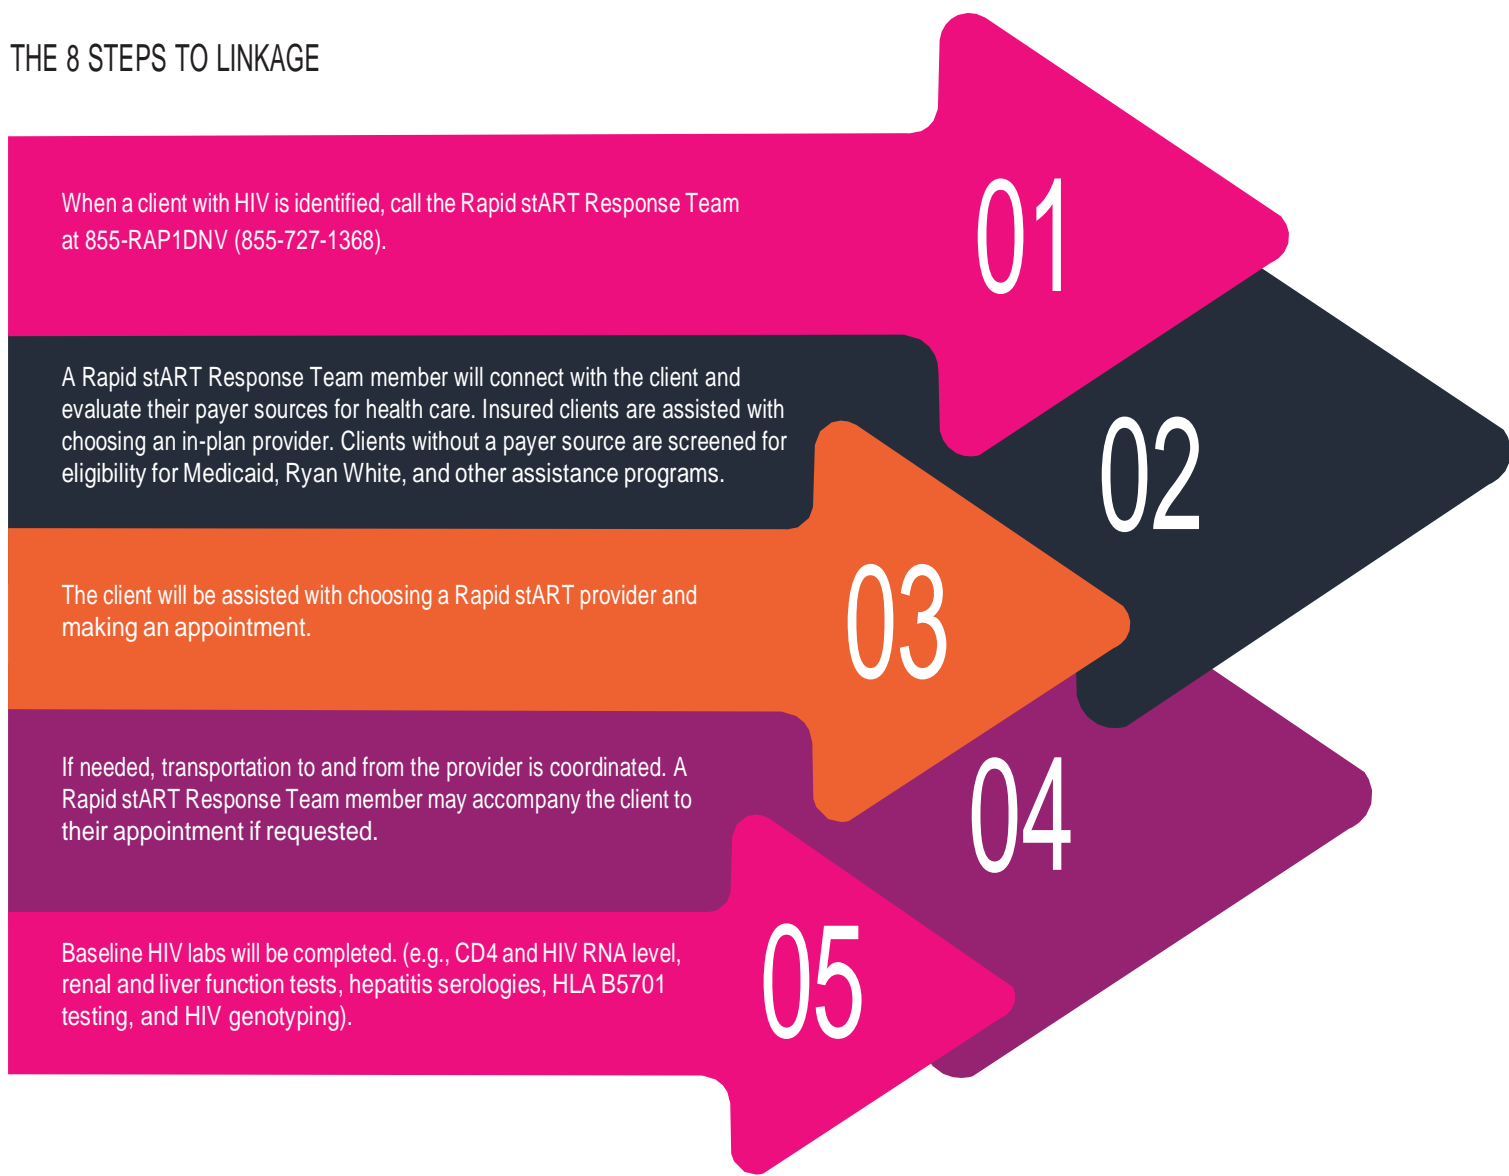 THE 8 STEPS TO LINKAGE
When a client with HIV is identified, call the Rapid stART Response Team
at 855-RAP1DNV (855-727-1368).
01
A Rapid stART Response Team member will connect with the client and
evaluate their payer sources for health care. Insured clients are assisted with
choosing an in-plan provider. Clients without a payer source are screened for
eligibility for Medicaid, Ryan White, and other assistance programs.
02
The client will be assisted with choosing a Rapid stART provider and
making an appointment.
03
If needed, transportation to and from the provider is coordinated. A
Rapid stART Response Team member may accompany the client to
their appointment if requested.
04
Baseline HIV labs will be completed. (e.g., CD4 and HIV RNA level,
renal and liver function tests, hepatitis serologies, HLA B5701
testing, and HIV genotyping).
05